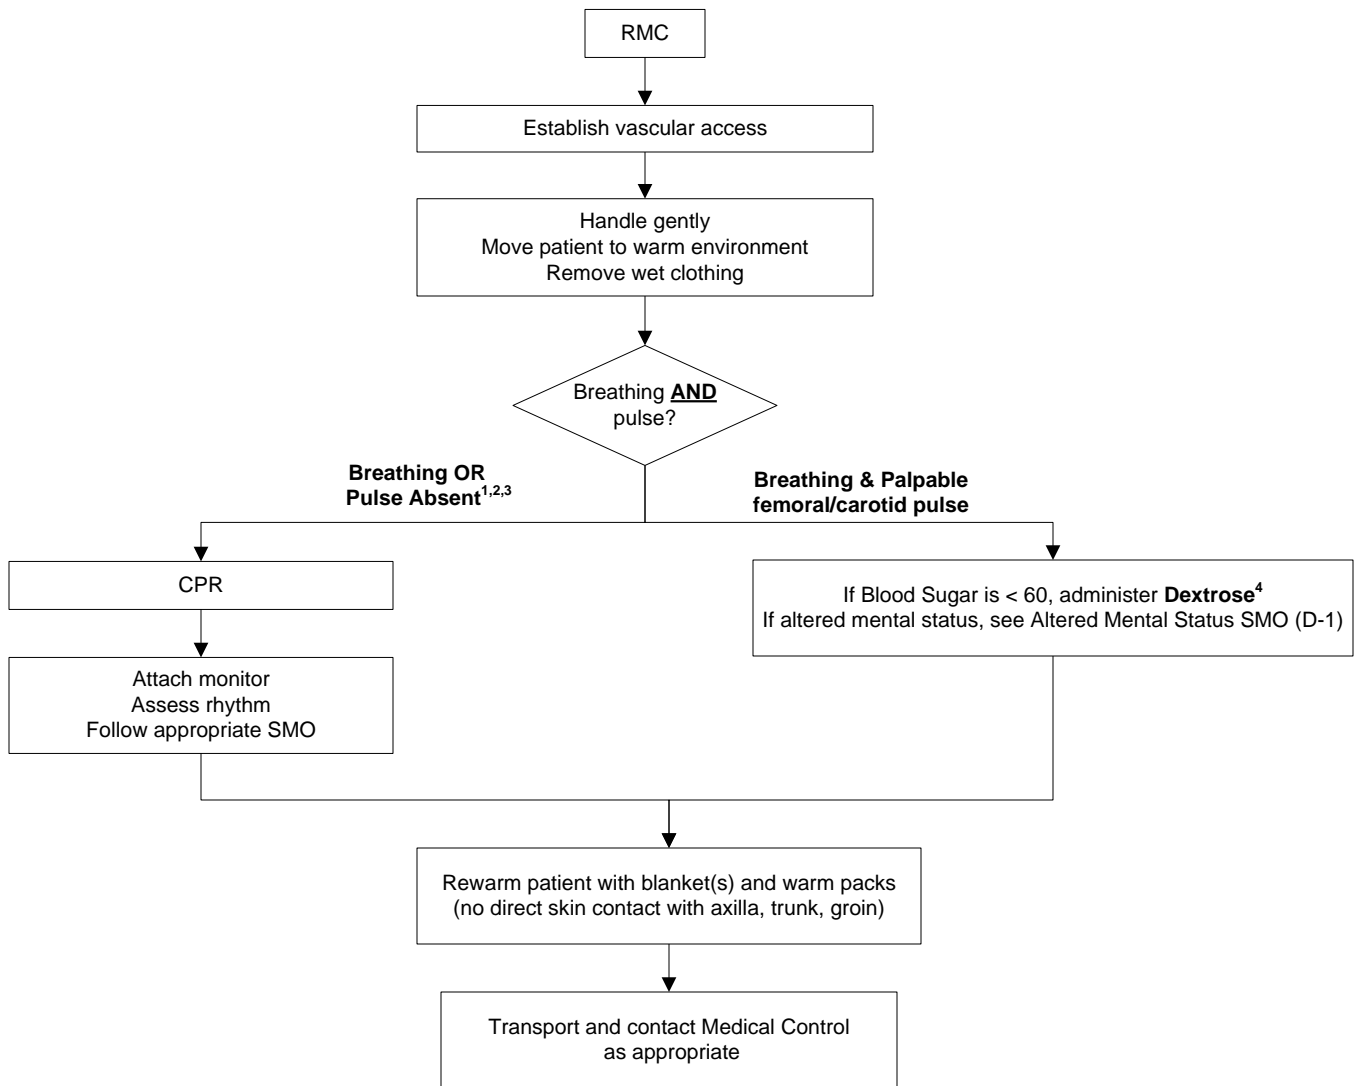 RMC
Establish vascular access
Handle gently
Move patient to warm environment
Remove wet clothing
Breathing AND
pulse?
Breathing OR
Pulse Absent1,2,3
Breathing & Palpable
femoral/carotid pulse
CPR
If Blood Sugar is < 60, administer Dextrose4
If altered mental status, see Altered Mental Status SMO (D-1)
Attach monitor
Assess rhythm
Follow appropriate SMO
Rewarm patient with blanket(s) and warm packs
(no direct skin contact with axilla, trunk, groin)
Transport and contact Medical Control
as appropriate